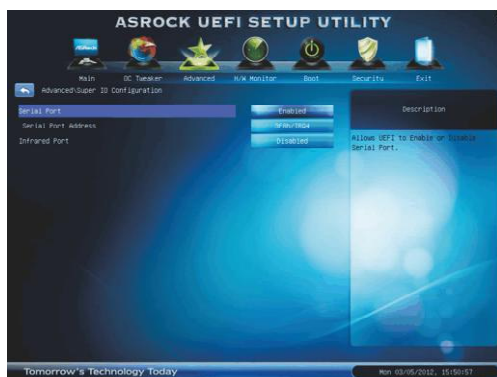 ASROCK UEFI SETUP UTILITY
Main
OC Tweaker
Advanced
H/W Monitor
Boot
Security
Exit
Advanced\Super IO Configuration
Serial Port
Enabled
Serial Port Address
3F8h/IRQ4
Infrared Port
Disabled
Description
Allows UEFI to Enable or Disable
Serial Port.
Tomorrow's Technology Today
Mon 03/05/2012, 15:50:57